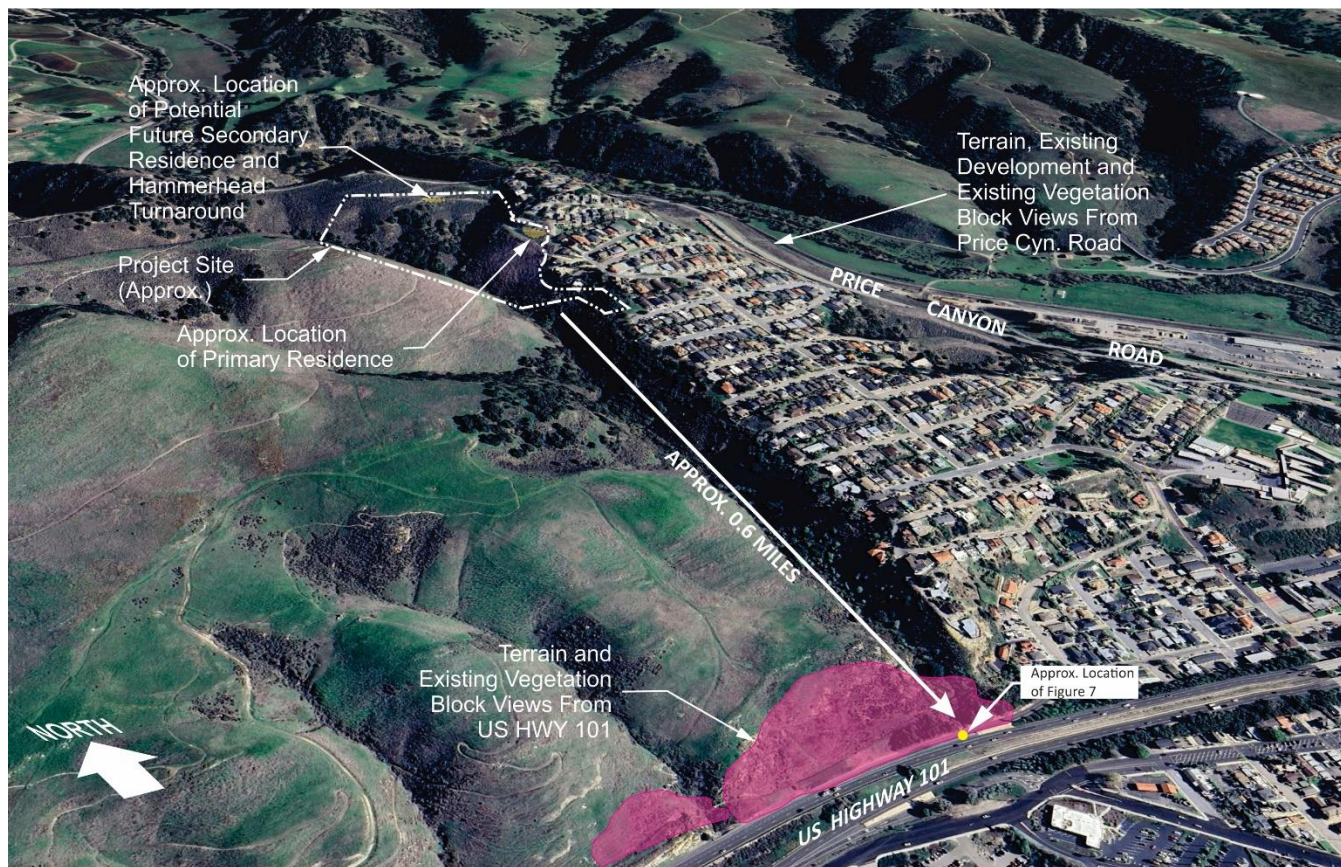 Approx. Location
of Potential
Future Secondary
Residence and
Hammerhead
Turnaround
Terrain, Existing
Development and
Existing Vegetation
Block Views From
Price Cyn. Road
Project Site
(Approx.)
Approx. Location
of Primary Residence
PRICE CANYON ROAD
APPROX. 0.6 MILES
Terrain and
Existing Vegetation
Block Views From
US HWY 101
Approx. Location
of Figure 7
NORTH
US HIGHWAY 101